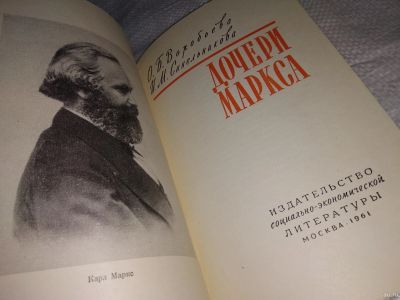 Карл Маркс
О.Б. Воробьева
И.М. Синельникова
ДОЧЕРИ
МАРКСА
ИЗДАТЕЛЬСТВО
социально-экономической
ЛИТЕРАТУРЫ
МОСКВА 1961